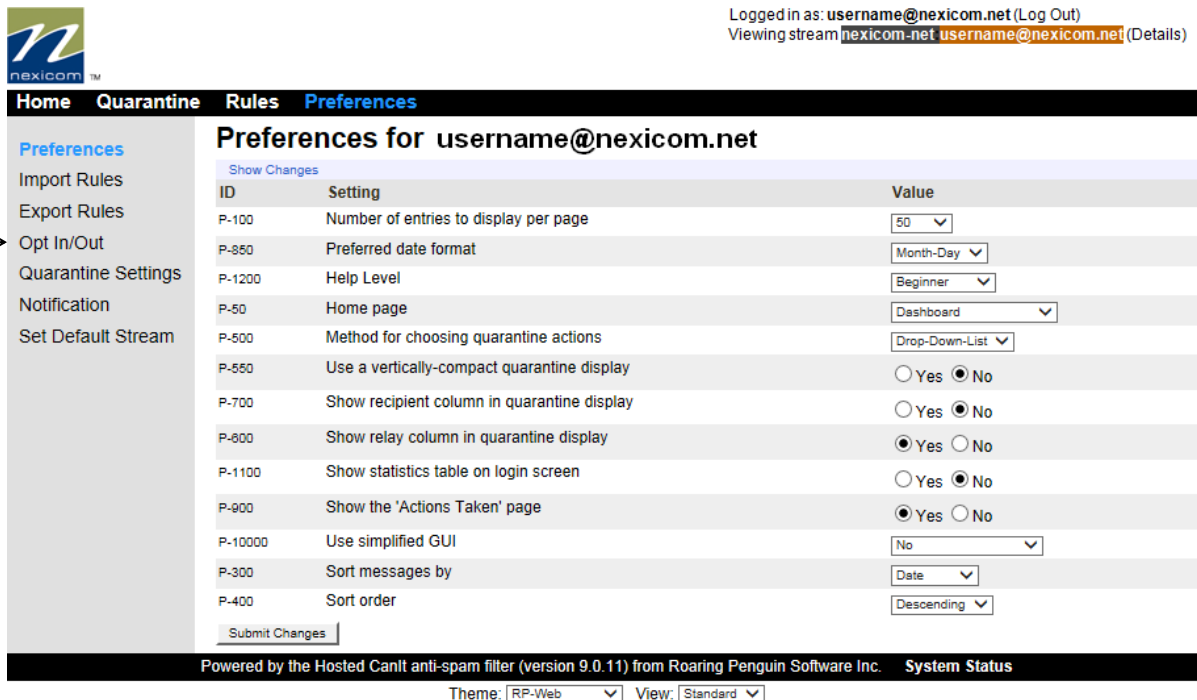 Logged in as: username@nexicom.net (Log Out)
Viewing stream nexicom-net:username@nexicom.net (Details)
nexicom TM
Home Quarantine Rules Preferences
Preferences
Import Rules
Export Rules
Opt In/Out
Quarantine Settings
Notification
Set Default Stream
Preferences for username@nexicom.net
Show Changes
ID Setting Value
P-100 Number of entries to display per page 50
P-850 Preferred date format Month-Day
P-1200 Help Level Beginner
P-50 Home page Dashboard
P-500 Method for choosing quarantine actions Drop-Down-List
P-550 Use a vertically-compact quarantine display Yes No
P-700 Show recipient column in quarantine display Yes No
P-600 Show relay column in quarantine display Yes No
P-1100 Show statistics table on login screen Yes No
P-900 Show the 'Actions Taken' page Yes No
P-10000 Use simplified GUI No
P-300 Sort messages by Date
P-400 Sort order Descending
Submit Changes
Powered by the Hosted CanIt anti-spam filter (version 9.0.11) from Roaring Penguin Software Inc. System Status
Theme: RP-Web View: Standard